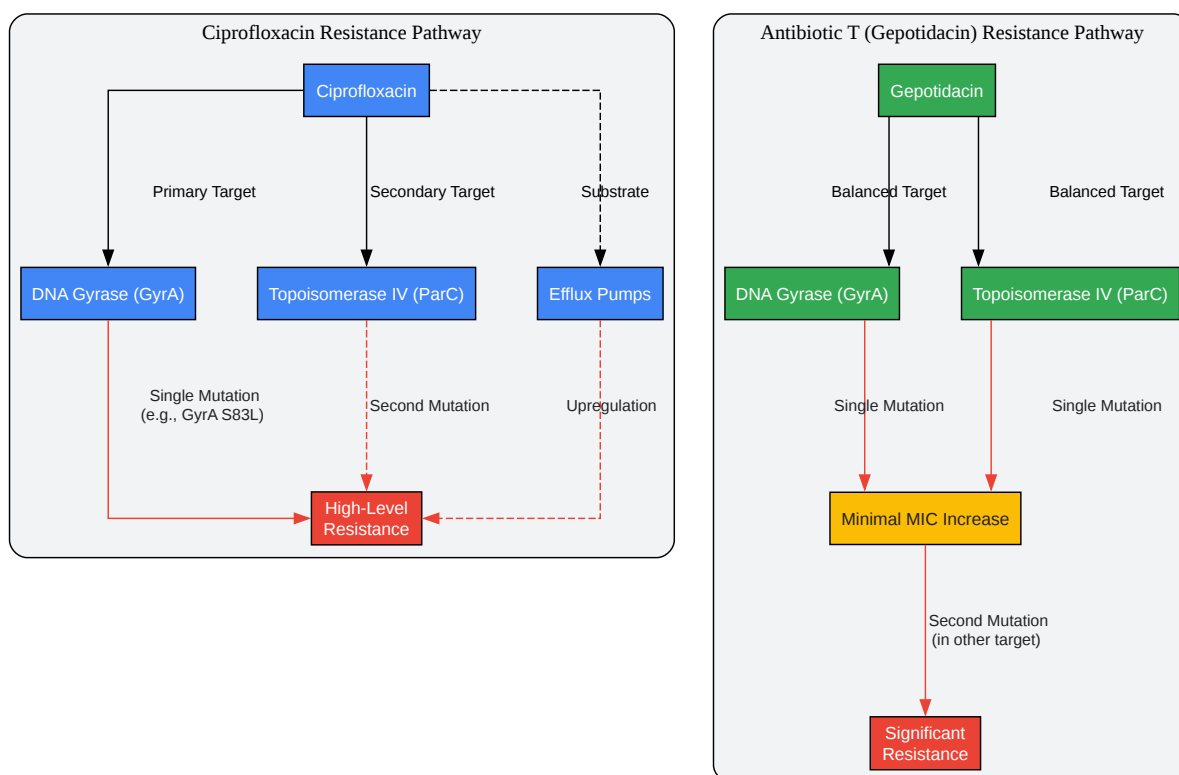 Ciprofloxacin Resistance Pathway
Ciprofloxacin
Primary Target
Secondary Target
Substrate
DNA Gyrase (GyrA)
Topoisomerase IV (ParC)
Efflux Pumps
Single Mutation
(e.g., GyrA S83L)
Second Mutation
Upregulation
High-Level
Resistance
Antibiotic T (Gepotidacin) Resistance Pathway
Gepotidacin
Balanced Target
Balanced Target
DNA Gyrase (GyrA)
Topoisomerase IV (ParC)
Single Mutation
Single Mutation
Minimal MIC Increase
Second Mutation
(in other target)
Significant
Resistance